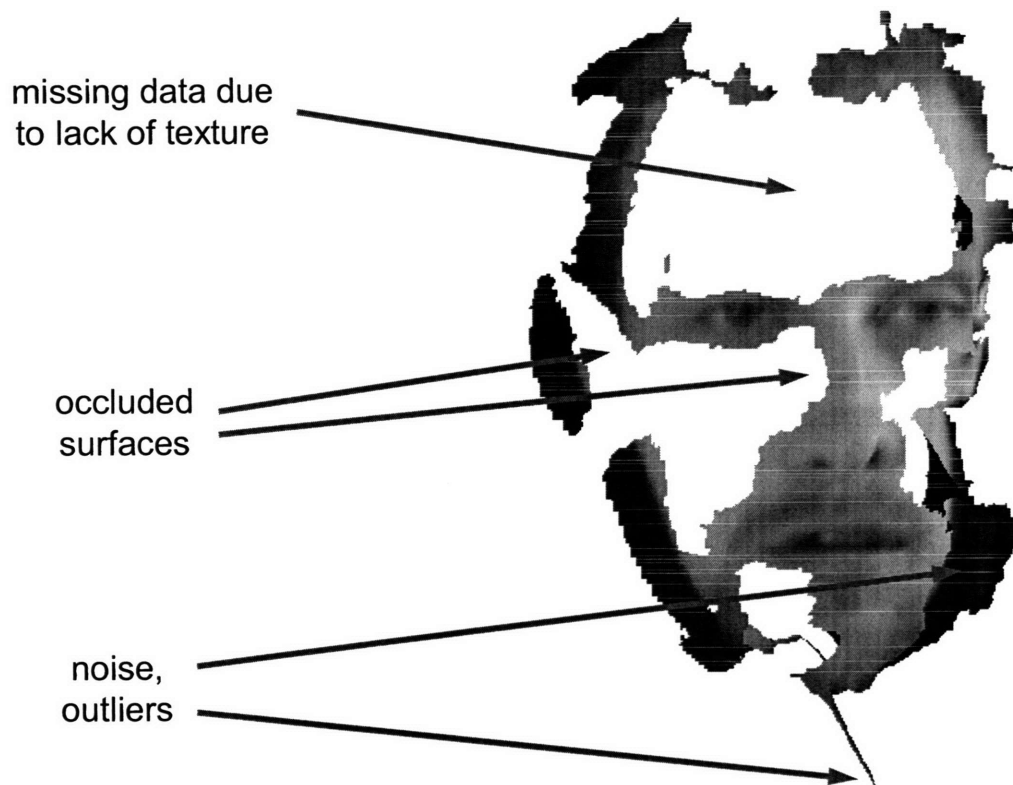 missing data due
to lack of texture
occluded
surfaces
noise,
outliers